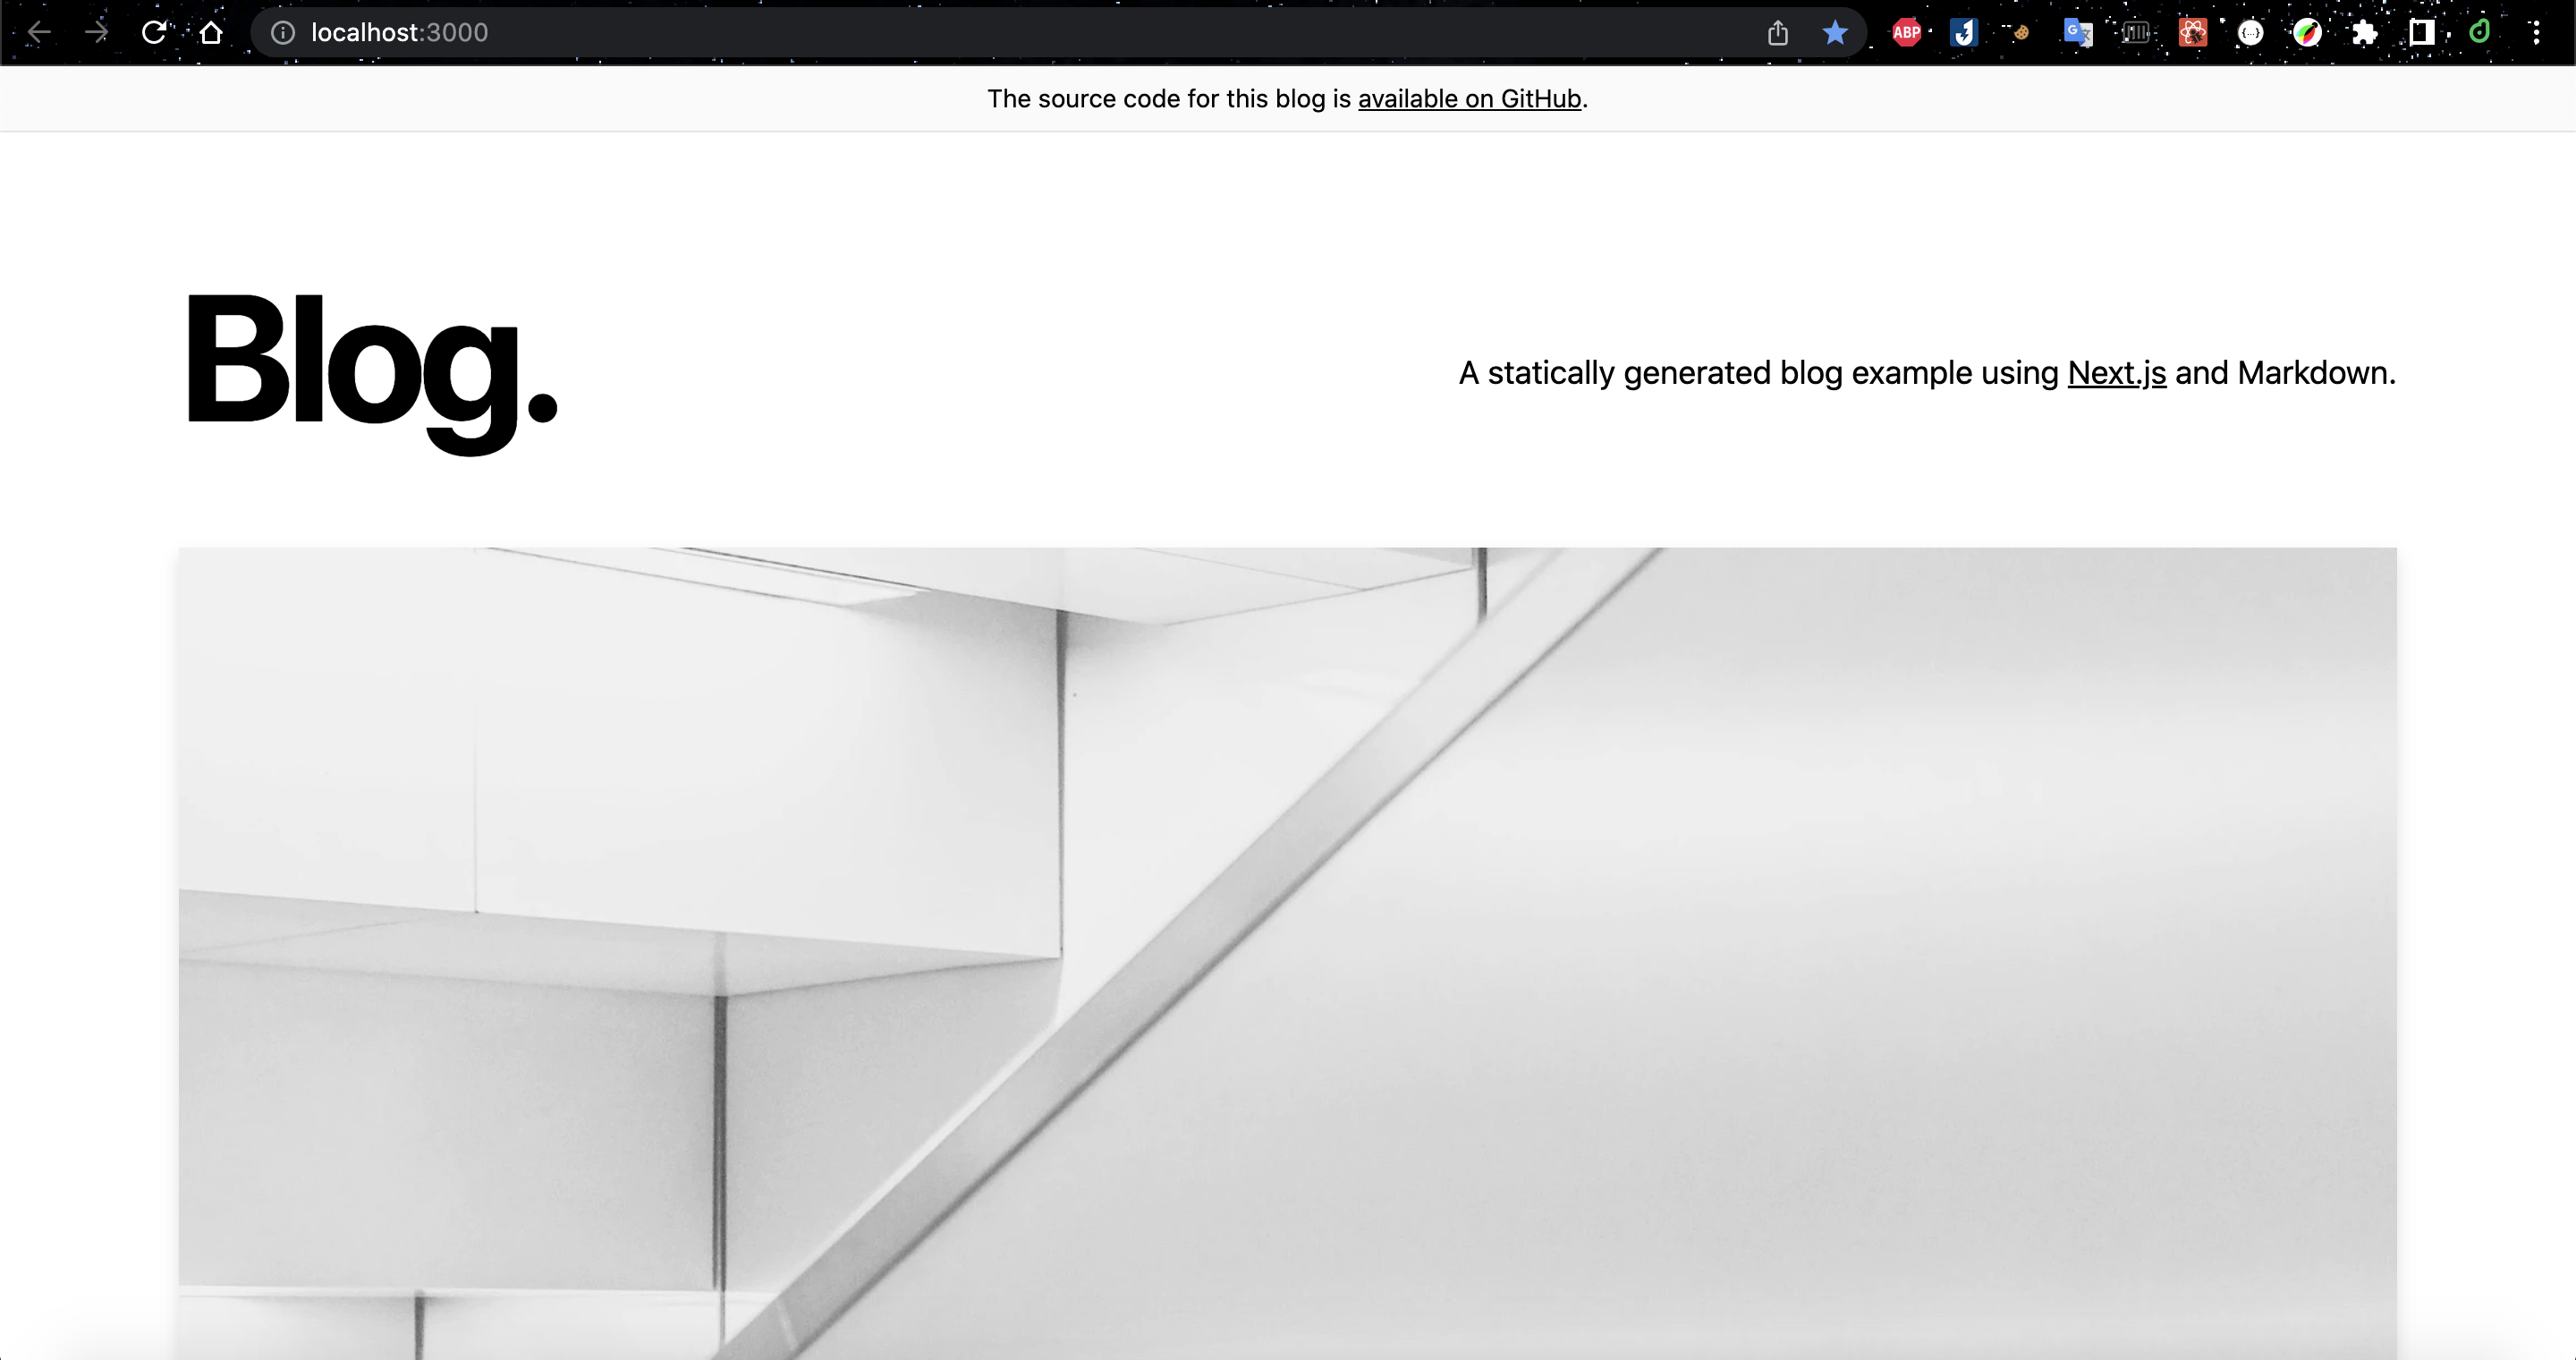 localhost:3000
ABP
The source code for this blog is available on GitHub.
Blog.
A statically generated blog example using Next.js and Markdown.